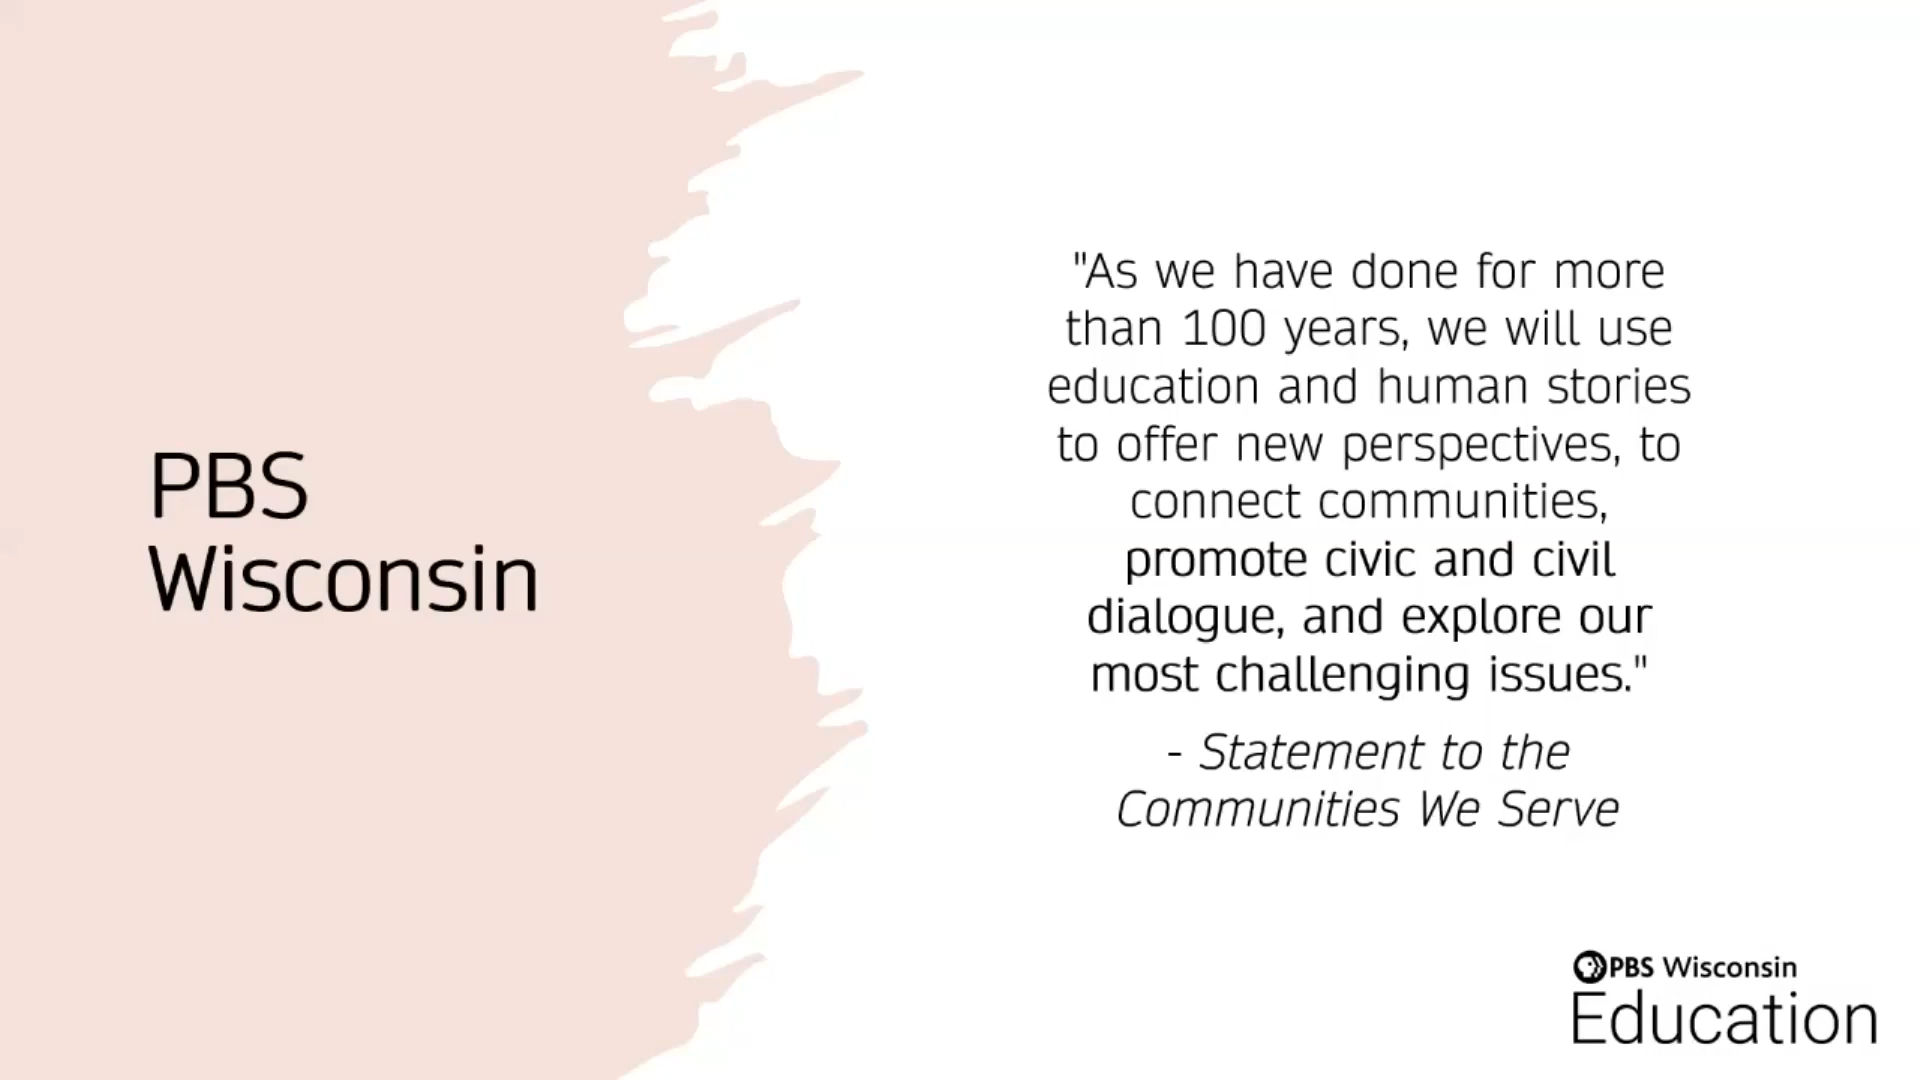 PBS
Wisconsin
"As we have done for more
than 100 years, we will use
education and human stories
to offer new perspectives, to
connect communities,
promote civic and civil
dialogue, and explore our
most challenging issues."
- Statement to the
Communities We Serve
PBS Wisconsin
Education